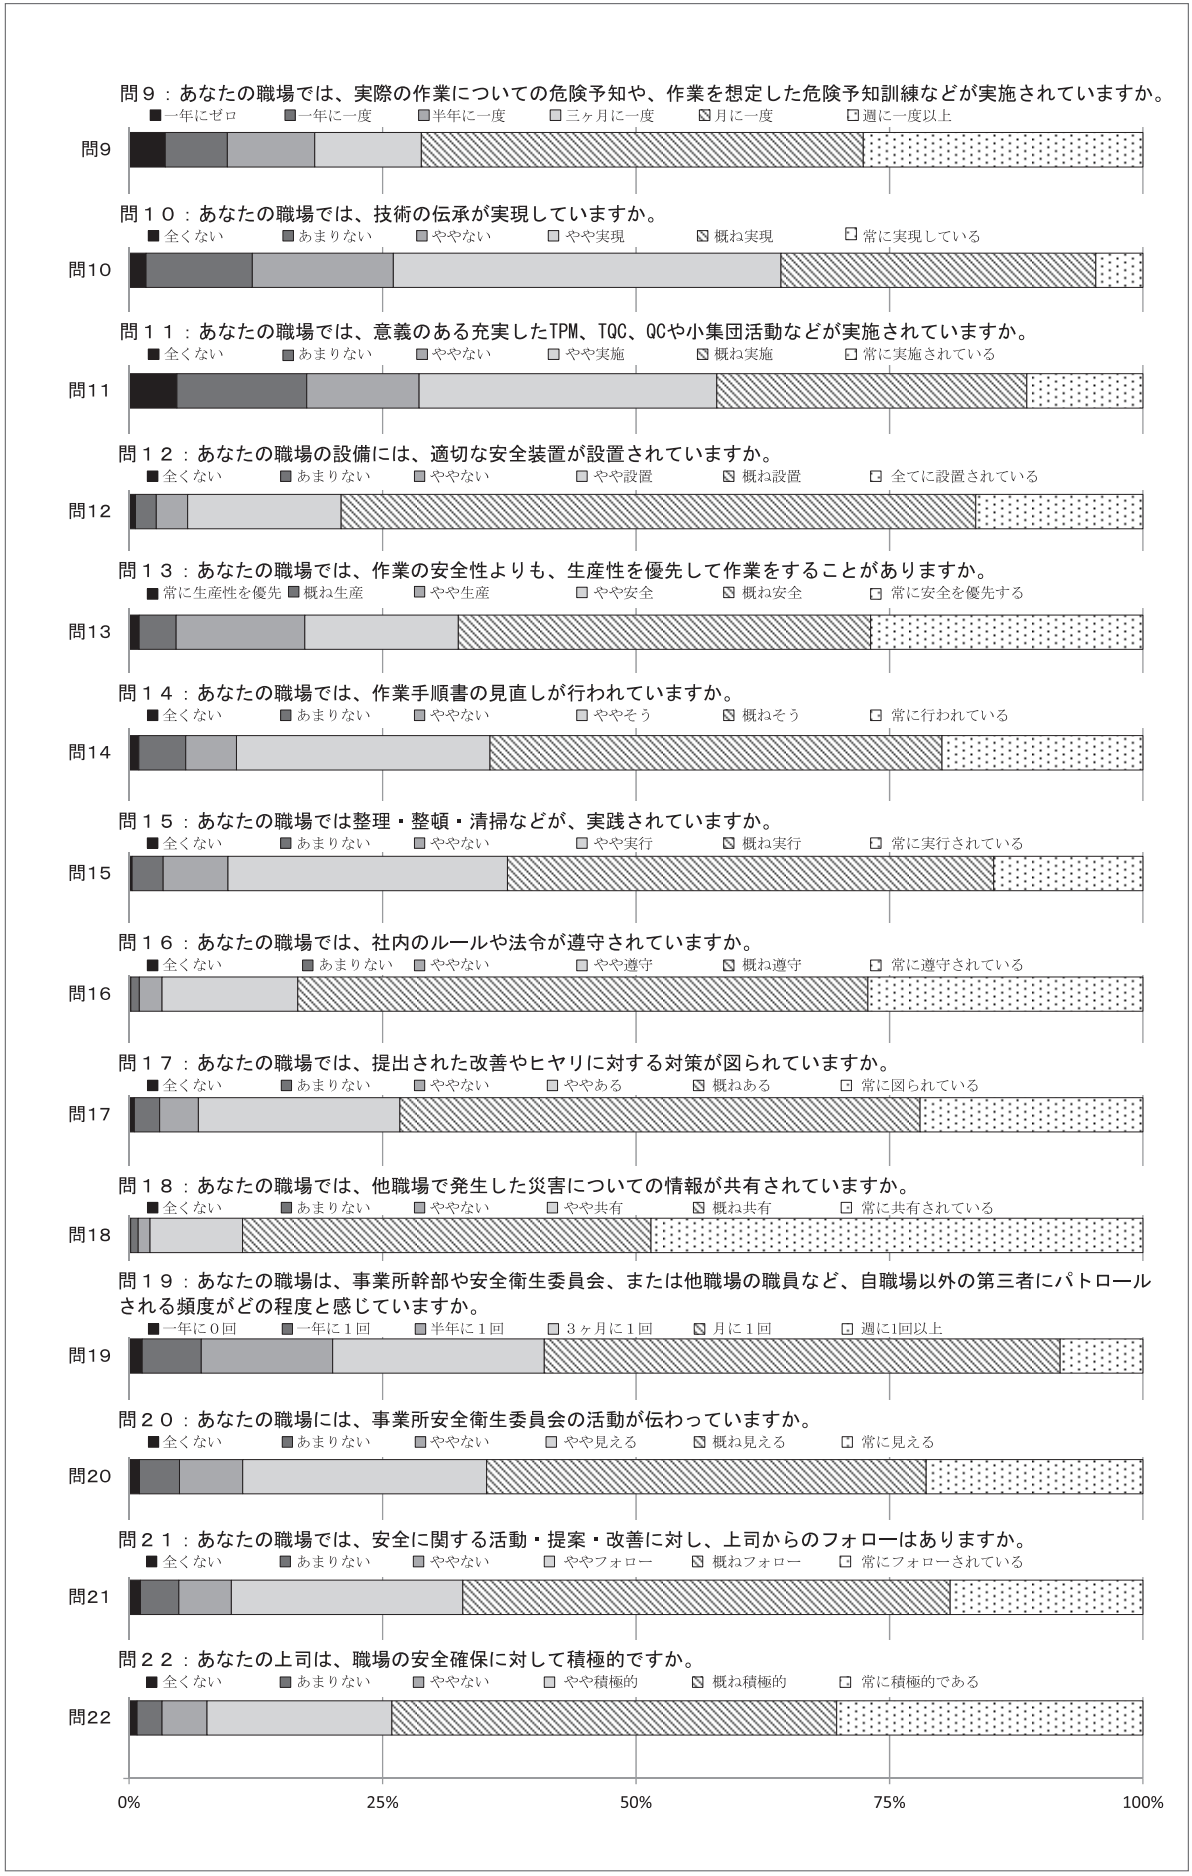 問９：あなたの職場では、実際の作業についての危険予知や、作業を想定した危険予知訓練などが実施されていますか。
一年にゼロ 一年に一度 半年に一度 三ヶ月に一度 月に一度 週に一度以上
問9
問１０：あなたの職場では、技術の伝承が実現していますか。
全くない あまりない ややない やや実現 概ね実現 常に実現している
問10
問１１：あなたの職場では、意義のある充実したTPM、TQC、QCや小集団活動などが実施されていますか。
全くない あまりない ややない やや実施 概ね実施 常に実施されている
問11
問１２：あなたの職場の設備には、適切な安全装置が設置されていますか。
全くない あまりない ややない やや設置 概ね設置 全てに設置されている
問12
問１３：あなたの職場では、作業の安全性よりも、生産性を優先して作業をすることがありますか。
常に生産性を優先 概ね生産 やや生産 やや安全 概ね安全 常に安全を優先する
問13
問１４：あなたの職場では、作業手順書の見直しが行われていますか。
全くない あまりない ややない ややそう 概ねそう 常に行われている
問14
問１５：あなたの職場では整理・整頓・清掃などが、実践されていますか。
全くない あまりない ややない やや実行 概ね実行 常に実行されている
問15
問１６：あなたの職場では、社内のルールや法令が遵守されていますか。
全くない あまりない ややない やや遵守 概ね遵守 常に遵守されている
問16
問１７：あなたの職場では、提出された改善やヒヤリに対する対策が図られていますか。
全くない あまりない ややない ややある 概ねある 常に図られている
問17
問１８：あなたの職場では、他職場で発生した災害についての情報が共有されていますか。
全くない あまりない ややない やや共有 概ね共有 常に共有されている
問18
問１９：あなたの職場は、事業所幹部や安全衛生委員会、または他職場の職員など、自職場以外の第三者にパトロール
される頻度がどの程度と感じていますか。
一年に０回 一年に１回 半年に１回 ３ヶ月に１回 月に１回 週に1回以上
問19
問２０：あなたの職場には、事業所安全衛生委員会の活動が伝わっていますか。
全くない あまりない ややない やや見える 概ね見える 常に見える
問20
問２１：あなたの職場では、安全に関する活動・提案・改善に対し、上司からのフォローはありますか。
全くない あまりない ややない ややフォロー 概ねフォロー 常にフォローされている
問21
問２２：あなたの上司は、職場の安全確保に対して積極的ですか。
全くない あまりない ややない やや積極的 概ね積極的 常に積極的である
問22
0% 25% 50% 75% 100%